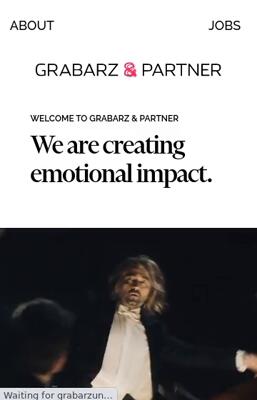 ABOUT
JOBS
GRABARZ & PARTNER
WELCOME TO GRABARZ & PARTNER
We are creating
emotional impact.
Waiting for grabarzun...